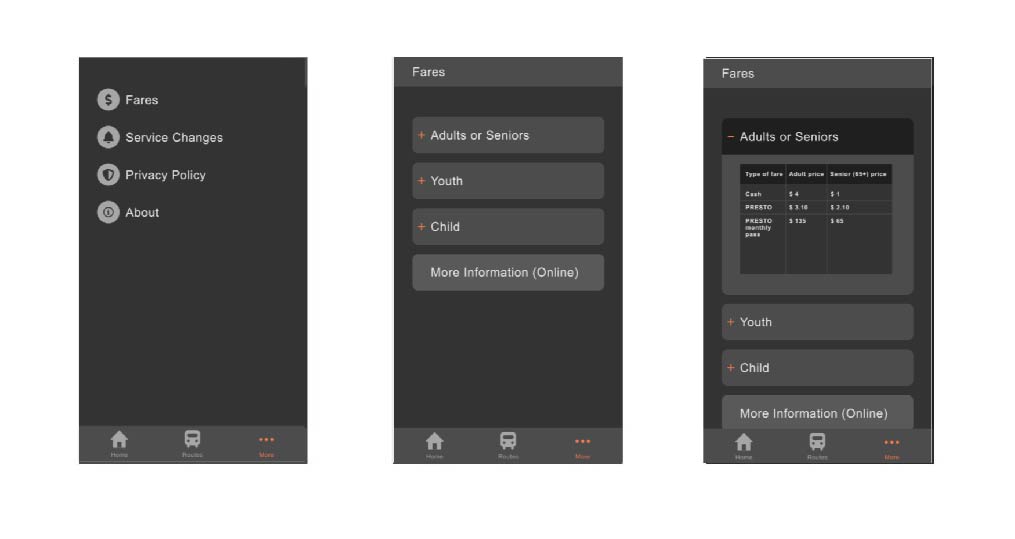 Fares
Service Changes
Privacy Policy
About
Home Routes More
Fares
+ Adults or Seniors
+ Youth
+ Child
More Information (Online)
Home Routes More
Fares
− Adults or Seniors
Type of fare Adult price Senior (65+) price
Cash $ 4 $ 1
PRESTO $ 3.16 $ 2.10
PRESTO monthly pass $ 135 $ 65
+ Youth
+ Child
More Information (Online)
Home Routes More